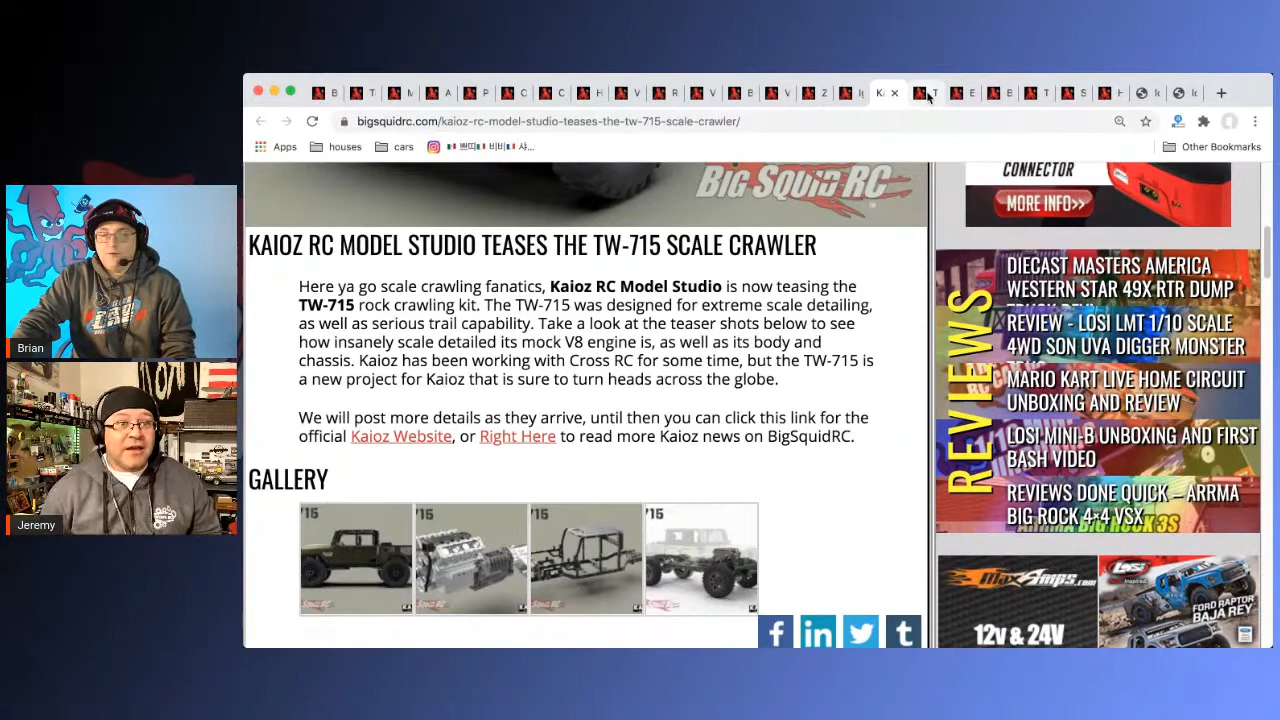 bigsquidrc.com/kaioz-rc-model-studio-teases-the-tw-715-scale-crawler/
Apps
houses
cars
Other Bookmarks
BIG SQUID RC
KAIOZ RC MODEL STUDIO TEASES THE TW-715 SCALE CRAWLER
Here ya go scale crawling fanatics, Kaioz RC Model Studio is now teasing the
TW-715 rock crawling kit. The TW-715 was designed for extreme scale detailing,
as well as serious trail capability. Take a look at the teaser shots below to see
how insanely scale detailed its mock V8 engine is, as well as its body and
chassis. Kaioz has been working with Cross RC for some time, but the TW-715 is
a new project for Kaioz that is sure to turn heads across the globe.
We will post more details as they arrive, until then you can click this link for the
official Kaioz Website, or Right Here to read more Kaioz news on BigSquidRC.
GALLERY
15
15
15
15
f in t
CONNECTOR
MORE INFO>>
REVIEWS
DIECAST MASTERS AMERICA
WESTERN STAR 49X RTR DUMP
REVIEW - LOSI LMT 1/10 SCALE
4WD SON UVA DIGGER MONSTER
MARIO KART LIVE HOME CIRCUIT
UNBOXING AND REVIEW
LOSI MINI-B UNBOXING AND FIRST
BASH VIDEO
REVIEWS DONE QUICK – ARRMA
BIG ROCK 4×4 VSX
BIG ROCK 3S
MaxAmps.com
12v & 24V
LOSI
FORD RAPTOR
BAJA REY
Brian
Jeremy